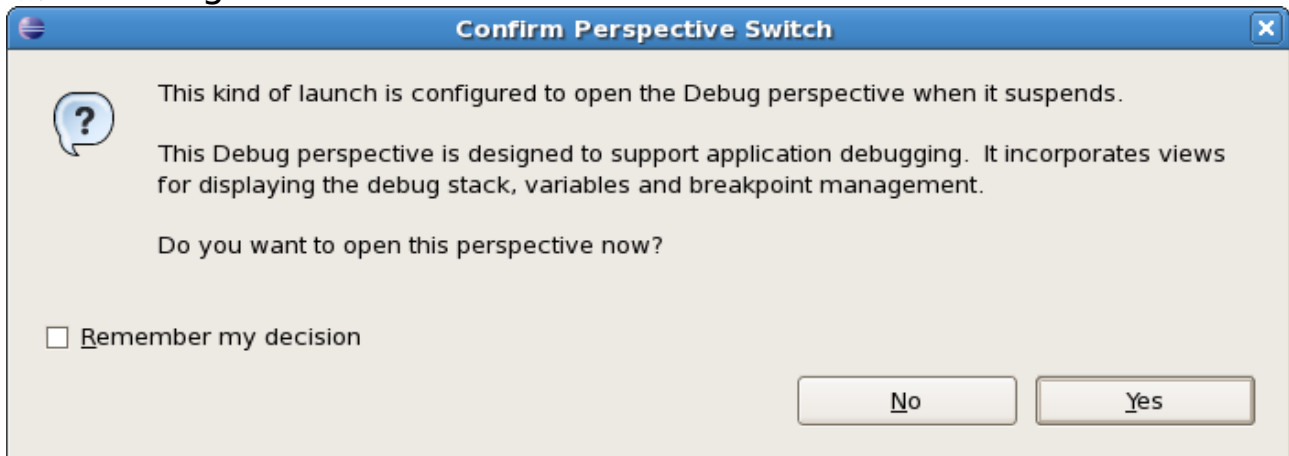 Confirm Perspective Switch
This kind of launch is configured to open the Debug perspective when it suspends.
This Debug perspective is designed to support application debugging.  It incorporates views
for displaying the debug stack, variables and breakpoint management.
Do you want to open this perspective now?
Remember my decision
No
Yes